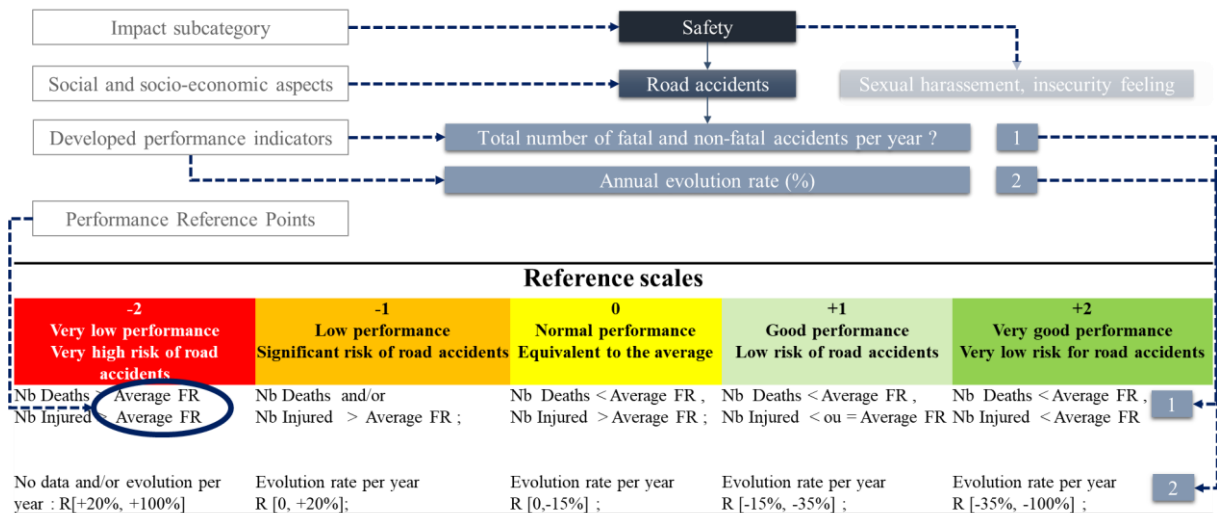 Impact subcategory
Safety
Social and socio-economic aspects
Road accidents
Sexual harassment, insecurity feeling
Developed performance indicators
Total number of fatal and non-fatal accidents per year ?
1
Annual evolution rate (%)
2
Performance Reference Points
Reference scales
-2
Very low performance
Very high risk of road
accidents
-1
Low performance
Significant risk of road accidents
0
Normal performance
Equivalent to the average
+1
Good performance
Low risk of road accidents
+2
Very good performance
Very low risk for road accidents
Nb Deaths > Average FR
Nb Injured > Average FR
Nb Deaths and/or
Nb Injured > Average FR ;
Nb Deaths < Average FR ,
Nb Injured > Average FR ;
Nb Deaths < Average FR ,
Nb Injured < ou = Average FR
Nb Deaths < Average FR ,
Nb Injured < Average FR
1
No data and/or evolution per
year : R[+20%, +100%]
Evolution rate per year
R [0, +20%];
Evolution rate per year
R [0,-15%] ;
Evolution rate per year
R [-15%, -35%] ;
Evolution rate per year
R [-35%, -100%] ;
2